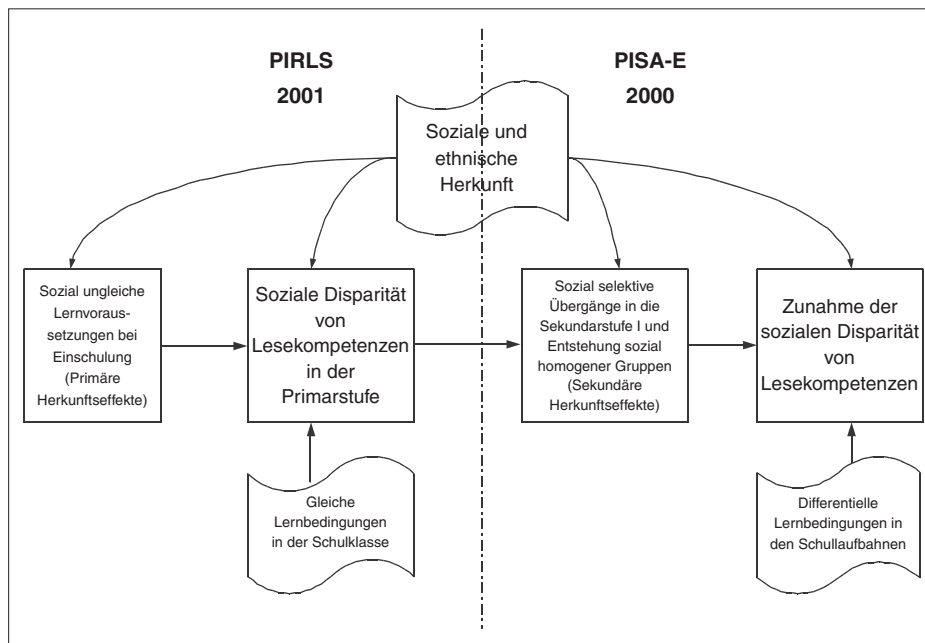 PIRLS
2001
PISA-E
2000
Soziale und
ethnische
Herkunft
Sozial ungleiche
Lernvoraus-
setzungen bei
Einschulung
(Primäre
Herkunftseffekte)
Soziale Disparität
von
Lesekompetenzen
in der
Primarstufe
Sozial selektive
Übergänge in die
Sekundarstufe I und
Entstehung sozial
homogener Gruppen
(Sekundäre
Herkunftseffekte)
Zunahme der
sozialen Disparität
von
Lesekompetenzen
Gleiche
Lernbedingungen
in der Schulklasse
Differentielle
Lernbedingungen in
den Schullaufbahnen